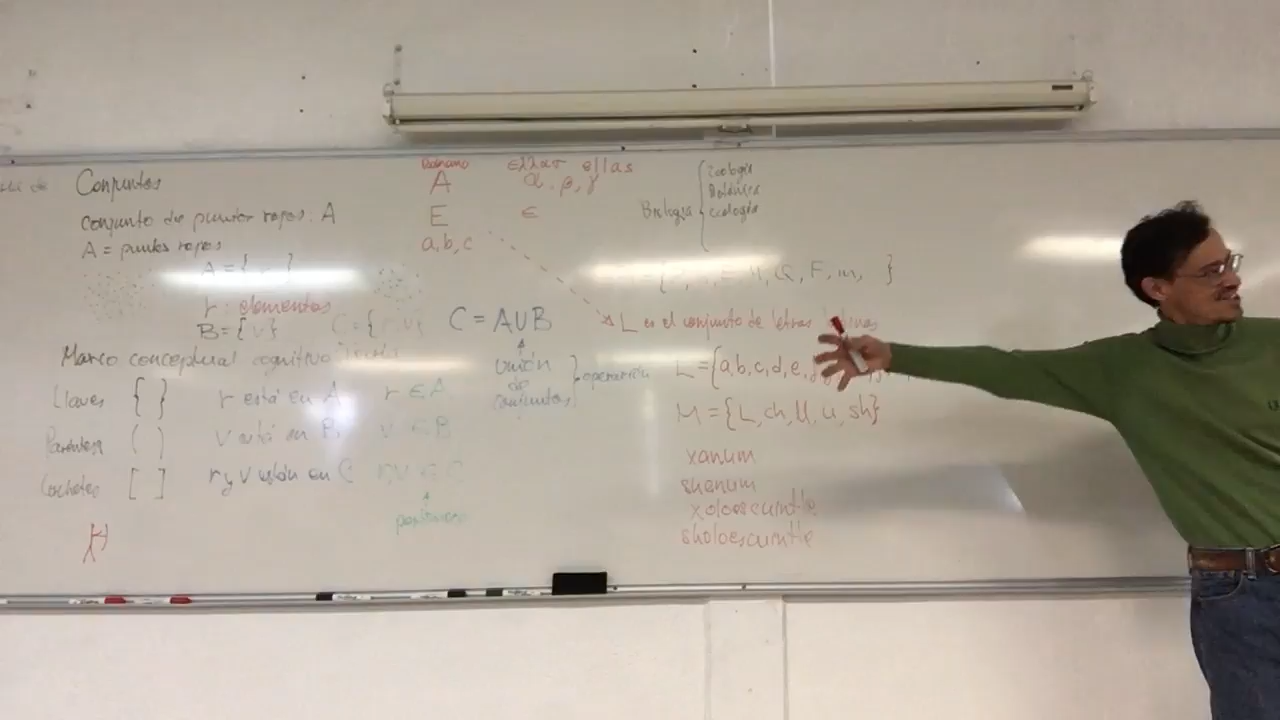 Conjuntos
conjunto de puntos rojos: A
A = puntos rojos
A = { r }
r: elementos
B = {v}
C = {r, v}
Marco conceptual cognitivo
Llaves { }
Paréntesis ( )
Corchetes [ ]
r está en A
v está en B
r y v están en C
r ∈ A
v ∈ B
r, v ∈ C
Romano
A
E
a, b, c
ελλας ellas
α, β, γ
ε
C = A∪B
unión
de
conjuntos
operación
Biología
Zoología
Botánica
ecología
Q, F, m, }
L es el conjunto de letras latinas
L = {a, b, c, d, e,
M = {L, ch, ll, u, sh}
xanum
shanum
xoloescuintle
sholoescuintle